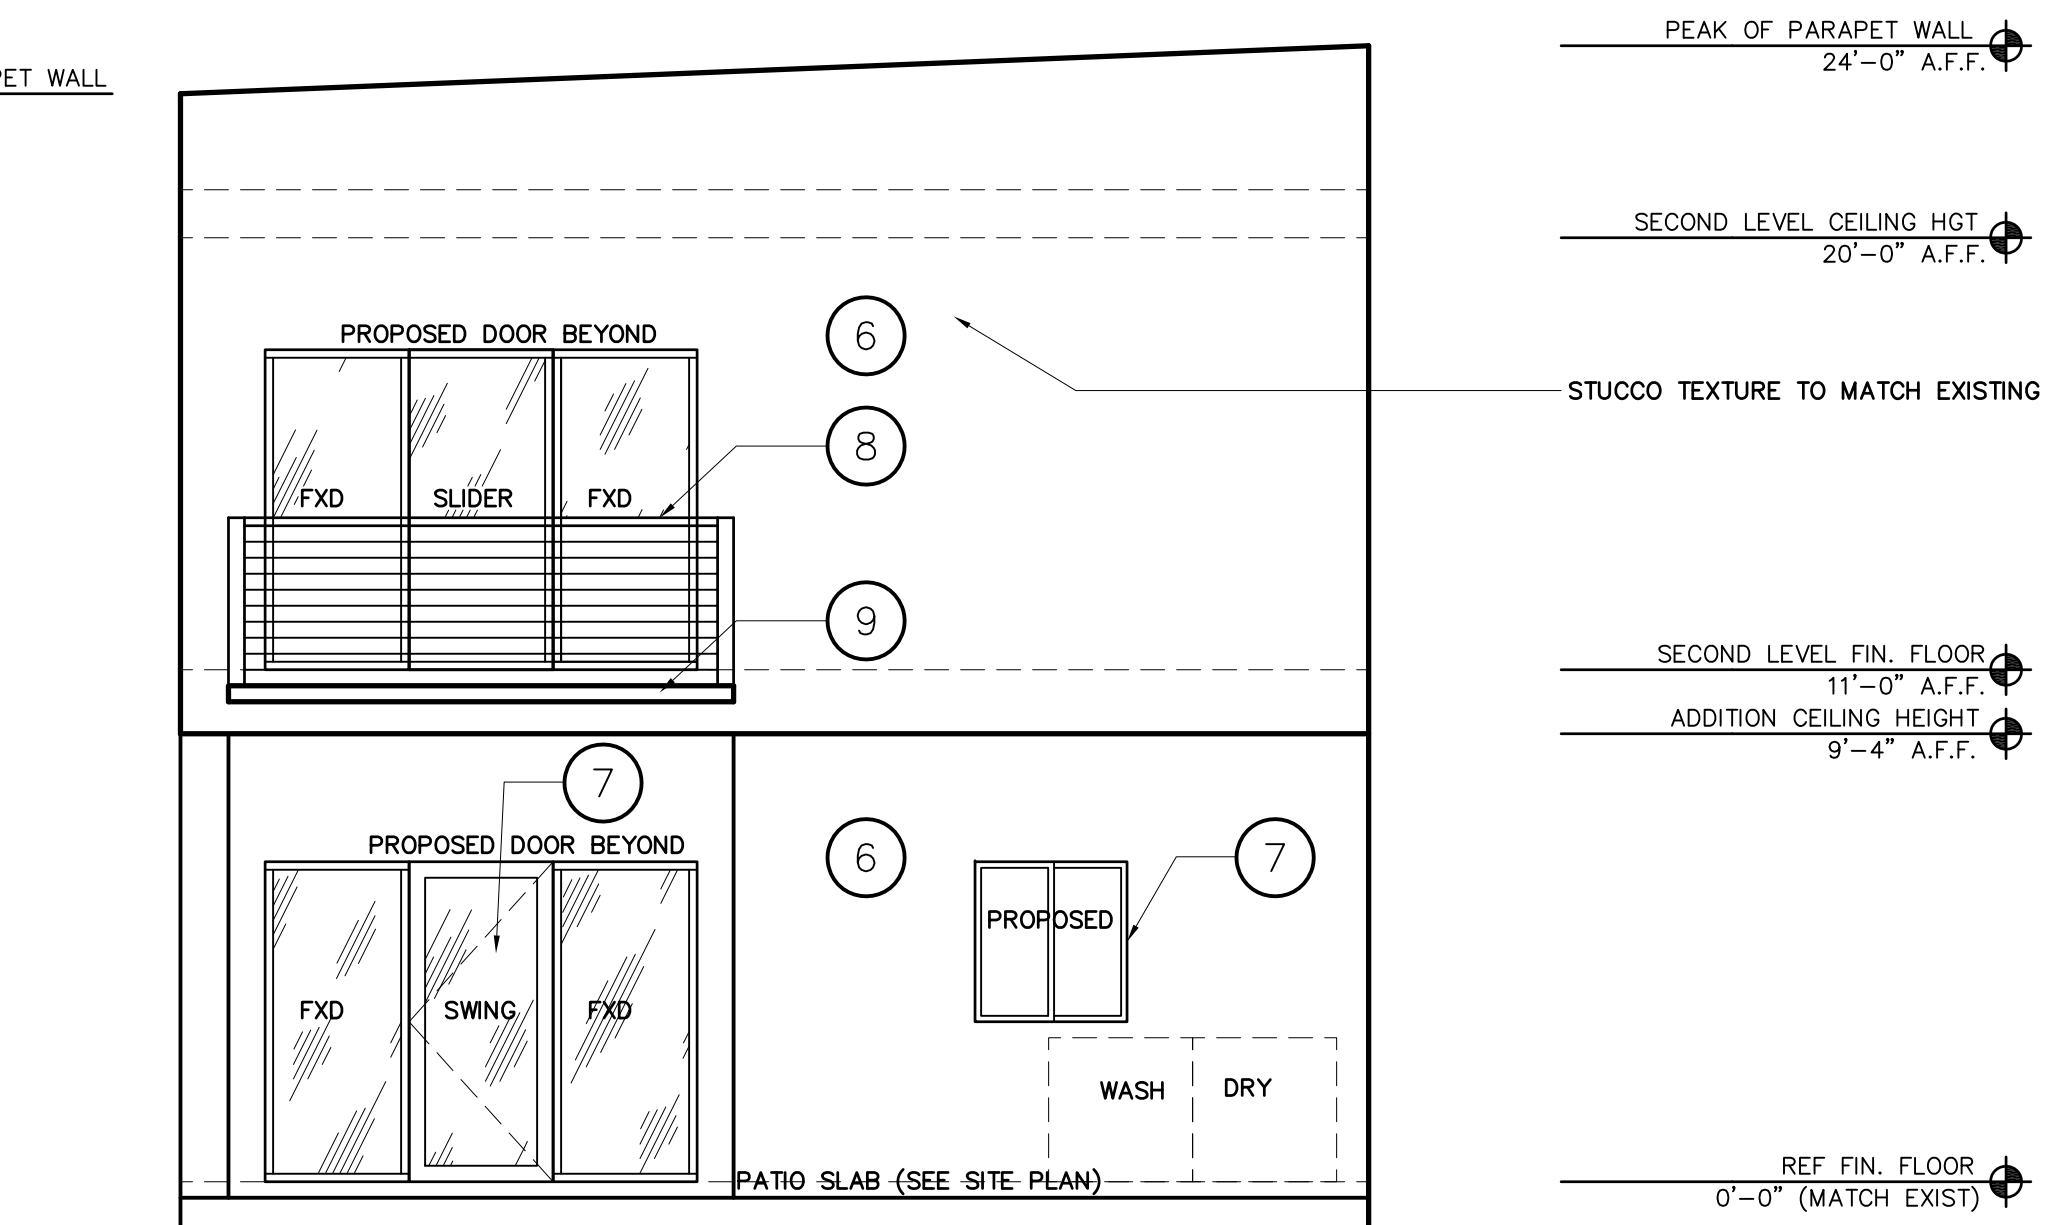 PEAK OF PARAPET WALL
24'-0" A.F.F.
PET WALL
SECOND LEVEL CEILING HGT
20'-0" A.F.F.
PROPOSED DOOR BEYOND
6
STUCCO TEXTURE TO MATCH EXISTING
8
FXD SLIDER FXD
9
SECOND LEVEL FIN. FLOOR
11'-0" A.F.F.
ADDITION CEILING HEIGHT
9'-4" A.F.F.
7
PROPOSED DOOR BEYOND
6
7
PROPOSED
FXD SWING FXD
WASH DRY
PATIO SLAB (SEE SITE PLAN)
REF FIN. FLOOR
0'-0" (MATCH EXIST)